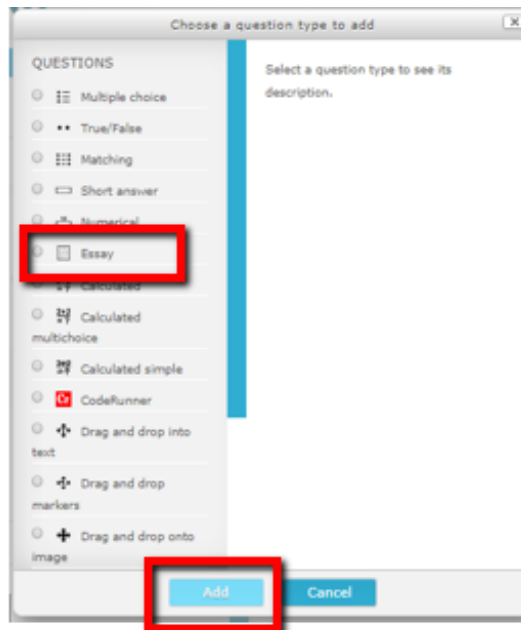 Choose a question type to add
QUESTIONS
Multiple choice
True/False
Matching
Short answer
Numerical
Essay
Calculated
Calculated
multichoice
Calculated simple
Cr CodeRunner
Drag and drop into
text
Drag and drop
markers
Drag and drop onto
image
Select a question type to see its
description.
Add
Cancel